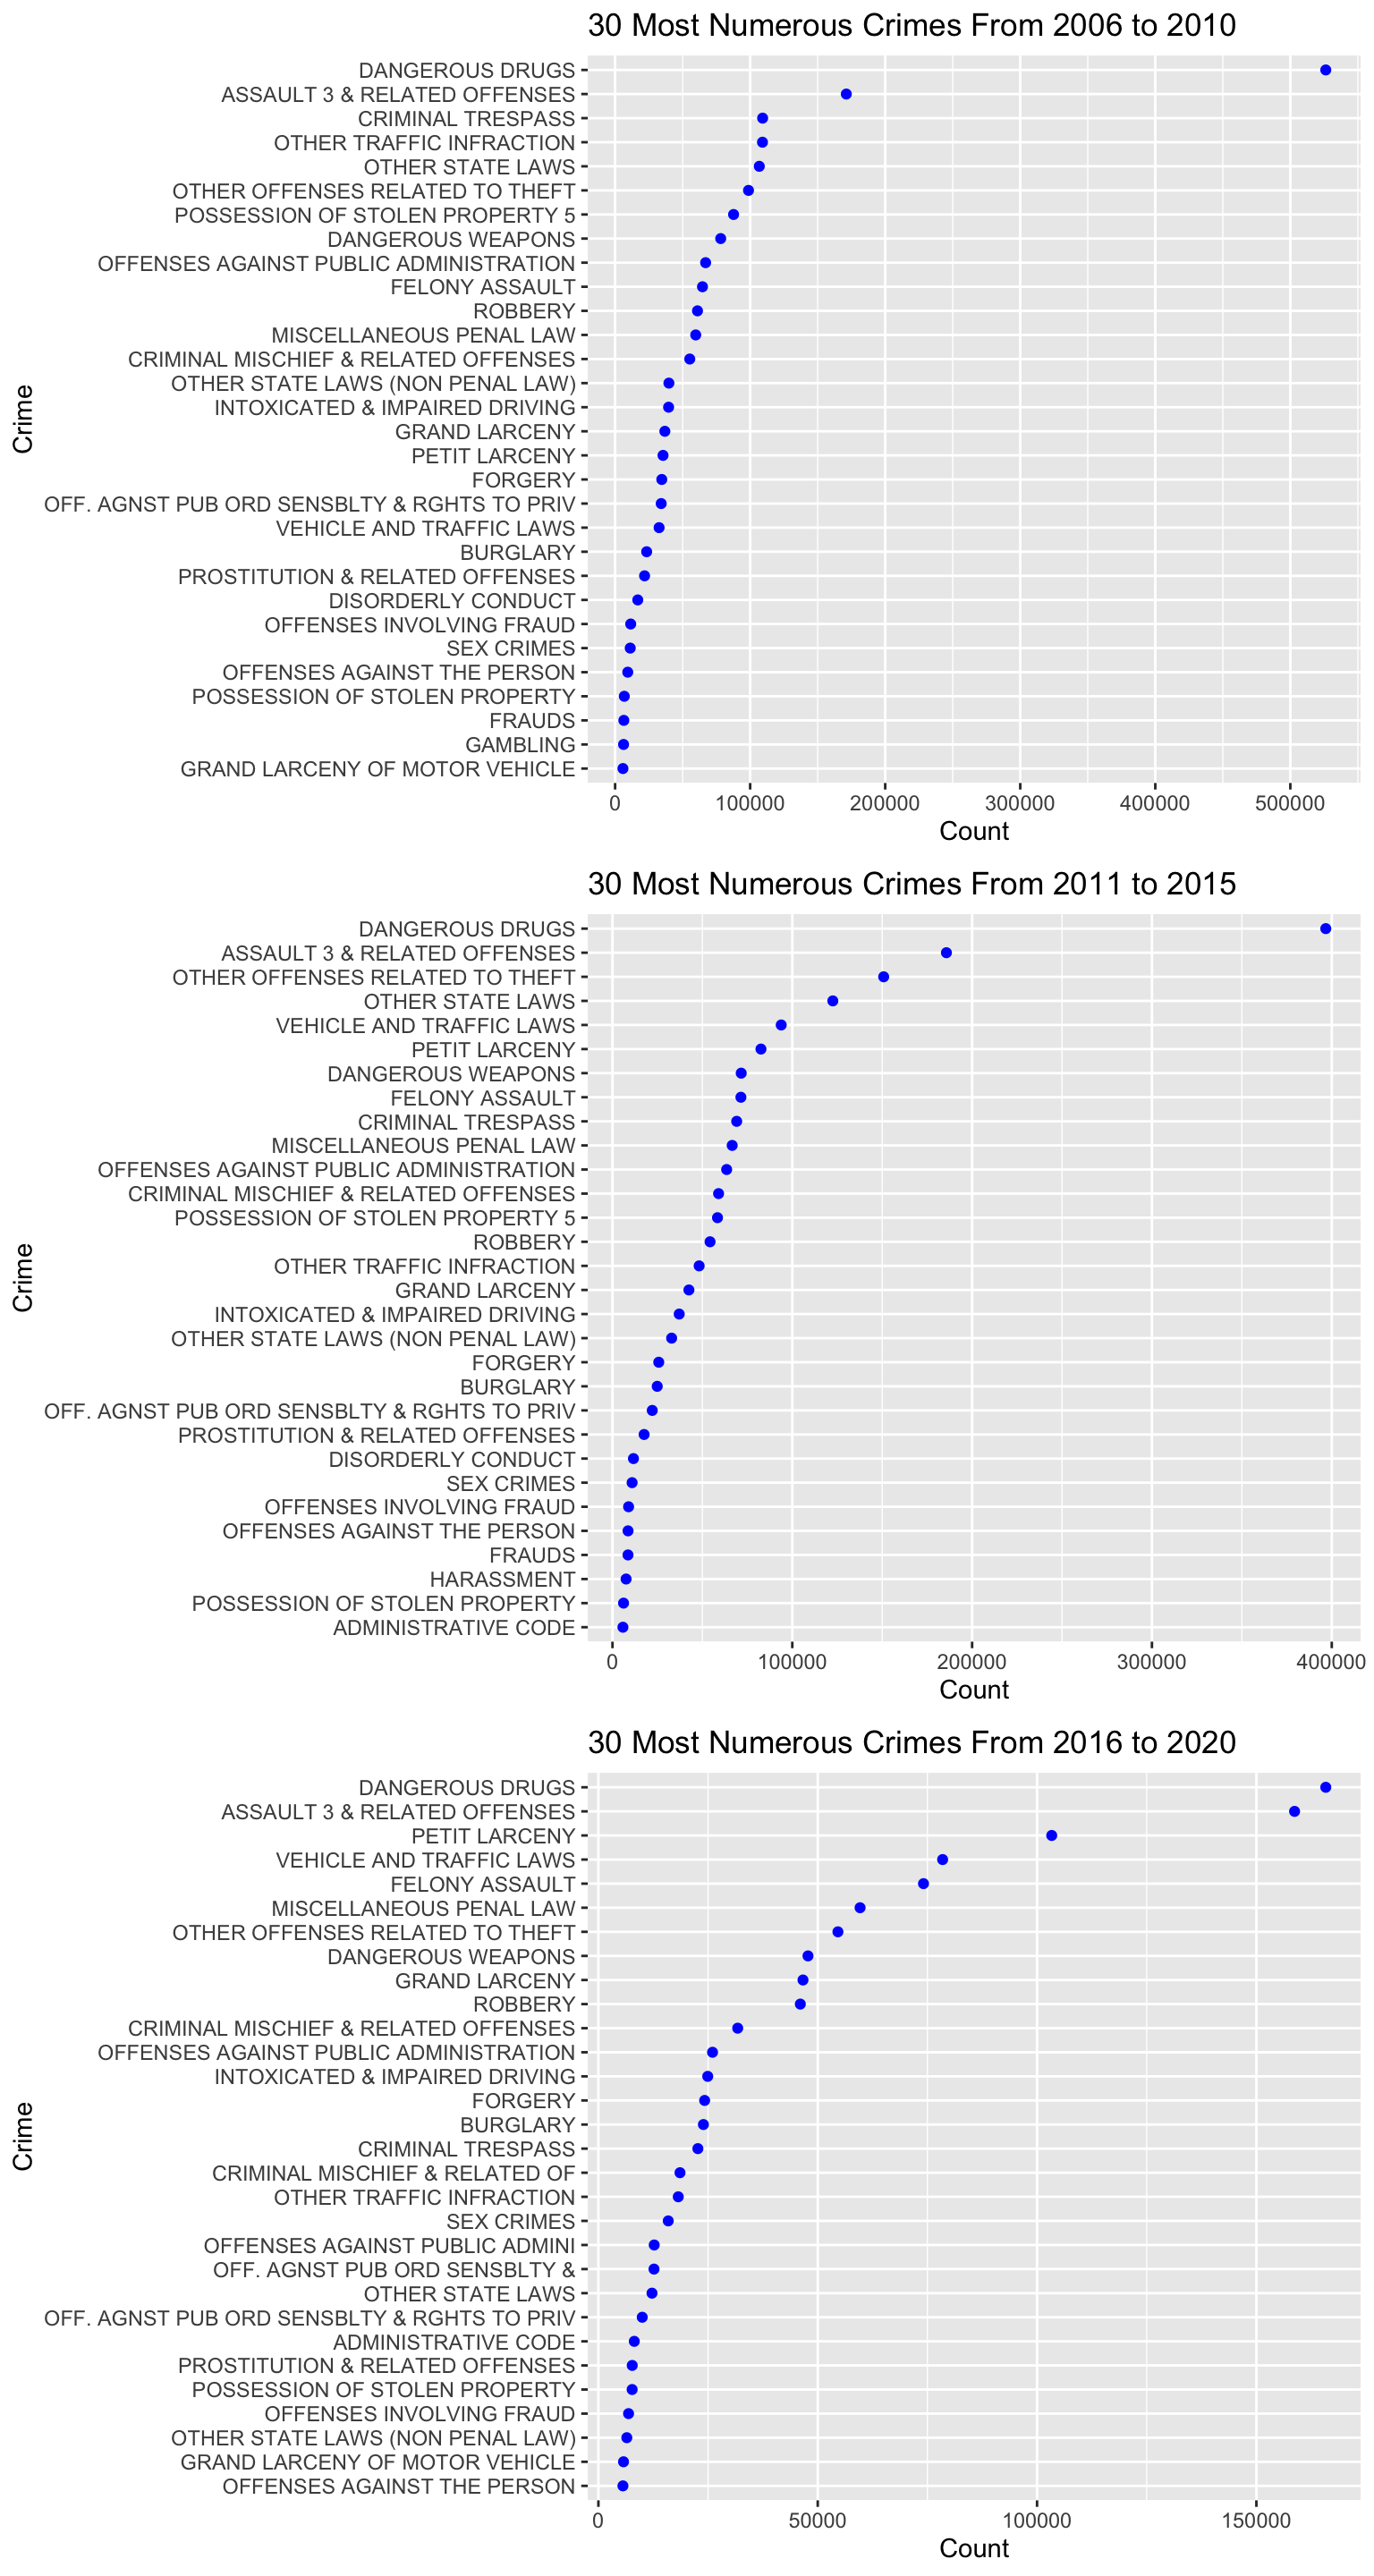 30 Most Numerous Crimes From 2006 to 2010
DANGEROUS DRUGS
ASSAULT 3 & RELATED OFFENSES
CRIMINAL TRESPASS
OTHER TRAFFIC INFRACTION
OTHER STATE LAWS
OTHER OFFENSES RELATED TO THEFT
POSSESSION OF STOLEN PROPERTY 5
DANGEROUS WEAPONS
OFFENSES AGAINST PUBLIC ADMINISTRATION
FELONY ASSAULT
ROBBERY
MISCELLANEOUS PENAL LAW
CRIMINAL MISCHIEF & RELATED OFFENSES
OTHER STATE LAWS (NON PENAL LAW)
INTOXICATED & IMPAIRED DRIVING
GRAND LARCENY
PETIT LARCENY
FORGERY
OFF. AGNST PUB ORD SENSBLTY & RGHTS TO PRIV
VEHICLE AND TRAFFIC LAWS
BURGLARY
PROSTITUTION & RELATED OFFENSES
DISORDERLY CONDUCT
OFFENSES INVOLVING FRAUD
SEX CRIMES
OFFENSES AGAINST THE PERSON
POSSESSION OF STOLEN PROPERTY
FRAUDS
GAMBLING
GRAND LARCENY OF MOTOR VEHICLE
Crime
0 100000 200000 300000 400000 500000
Count
30 Most Numerous Crimes From 2011 to 2015
DANGEROUS DRUGS
ASSAULT 3 & RELATED OFFENSES
OTHER OFFENSES RELATED TO THEFT
OTHER STATE LAWS
VEHICLE AND TRAFFIC LAWS
PETIT LARCENY
DANGEROUS WEAPONS
FELONY ASSAULT
CRIMINAL TRESPASS
MISCELLANEOUS PENAL LAW
OFFENSES AGAINST PUBLIC ADMINISTRATION
CRIMINAL MISCHIEF & RELATED OFFENSES
POSSESSION OF STOLEN PROPERTY 5
ROBBERY
OTHER TRAFFIC INFRACTION
GRAND LARCENY
INTOXICATED & IMPAIRED DRIVING
OTHER STATE LAWS (NON PENAL LAW)
FORGERY
BURGLARY
OFF. AGNST PUB ORD SENSBLTY & RGHTS TO PRIV
PROSTITUTION & RELATED OFFENSES
DISORDERLY CONDUCT
SEX CRIMES
OFFENSES INVOLVING FRAUD
OFFENSES AGAINST THE PERSON
FRAUDS
HARASSMENT
POSSESSION OF STOLEN PROPERTY
ADMINISTRATIVE CODE
Crime
0 100000 200000 300000 400000
Count
30 Most Numerous Crimes From 2016 to 2020
DANGEROUS DRUGS
ASSAULT 3 & RELATED OFFENSES
PETIT LARCENY
VEHICLE AND TRAFFIC LAWS
FELONY ASSAULT
MISCELLANEOUS PENAL LAW
OTHER OFFENSES RELATED TO THEFT
DANGEROUS WEAPONS
GRAND LARCENY
ROBBERY
CRIMINAL MISCHIEF & RELATED OFFENSES
OFFENSES AGAINST PUBLIC ADMINISTRATION
INTOXICATED & IMPAIRED DRIVING
FORGERY
BURGLARY
CRIMINAL TRESPASS
CRIMINAL MISCHIEF & RELATED OF
OTHER TRAFFIC INFRACTION
SEX CRIMES
OFFENSES AGAINST PUBLIC ADMINI
OFF. AGNST PUB ORD SENSBLTY &
OTHER STATE LAWS
OFF. AGNST PUB ORD SENSBLTY & RGHTS TO PRIV
ADMINISTRATIVE CODE
PROSTITUTION & RELATED OFFENSES
POSSESSION OF STOLEN PROPERTY
OFFENSES INVOLVING FRAUD
OTHER STATE LAWS (NON PENAL LAW)
GRAND LARCENY OF MOTOR VEHICLE
OFFENSES AGAINST THE PERSON
Crime
0 50000 100000 150000
Count